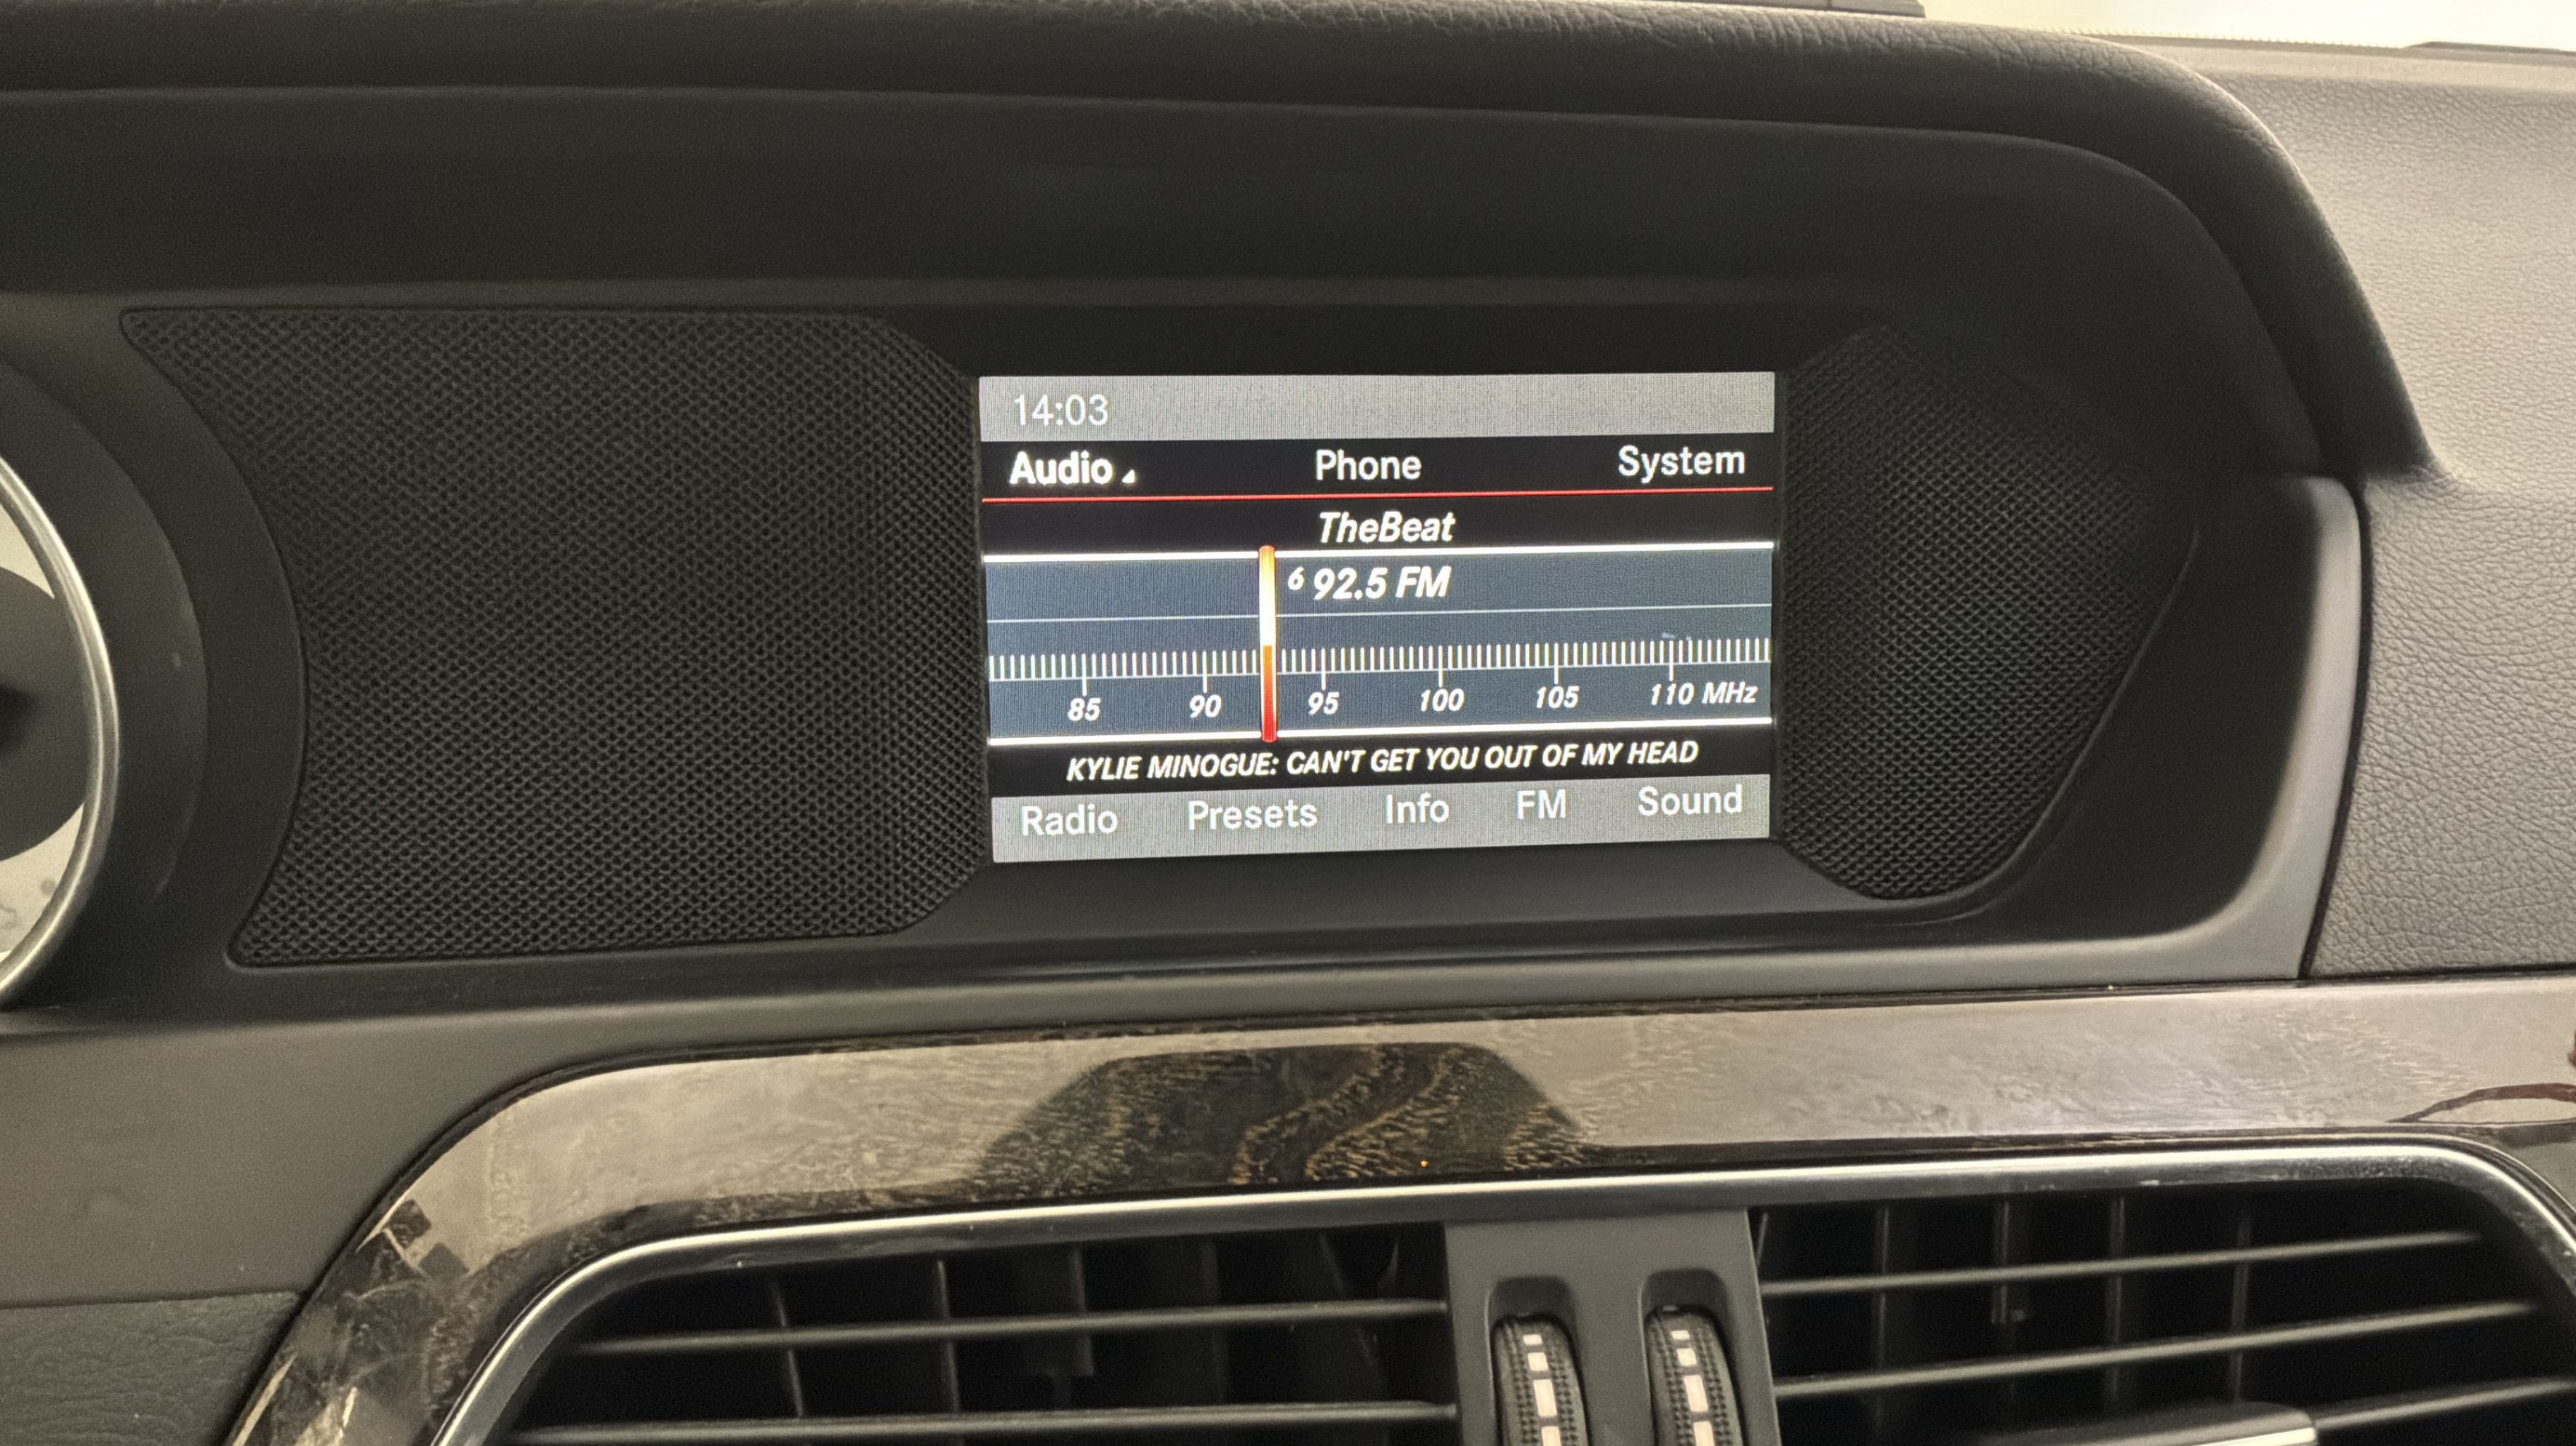 14:03
Audio Phone System
TheBeat
6 92.5 FM
85 90 95 100 105 110 MHz
KYLIE MINOGUE: CAN'T GET YOU OUT OF MY HEAD
Radio Presets Info FM Sound